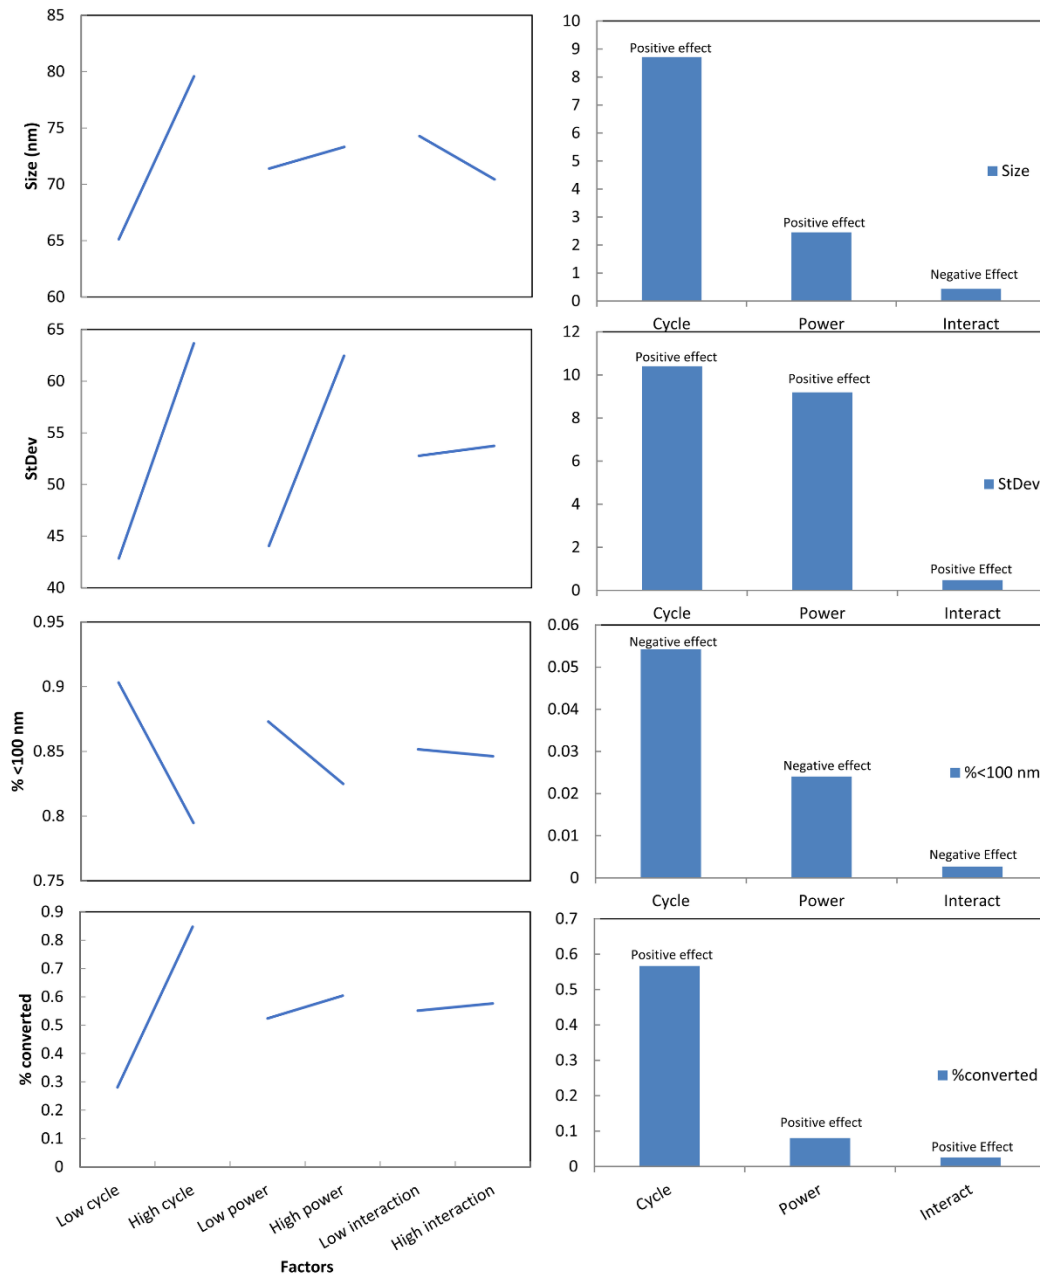 85
80
75
70
65
60
Size (nm)
10
9
8
7
6
5
4
3
2
1
0
Positive effect
Positive effect
Negative Effect
Size
Cycle
Power
Interact
65
60
55
50
45
40
StDev
12
10
8
6
4
2
0
Positive effect
Positive effect
Positive Effect
StDev
Cycle
Power
Interact
0.95
0.9
0.85
0.8
0.75
% <100 nm
0.06
0.05
0.04
0.03
0.02
0.01
0
Negative effect
Negative effect
Negative Effect
%<100 nm
Cycle
Power
Interact
0.9
0.8
0.7
0.6
0.5
0.4
0.3
0.2
0.1
0
% converted
Low cycle
High cycle
Low power
High power
Low interaction
High interaction
Factors
0.7
0.6
0.5
0.4
0.3
0.2
0.1
0
Positive effect
Positive effect
Positive Effect
%converted
Cycle
Power
Interact